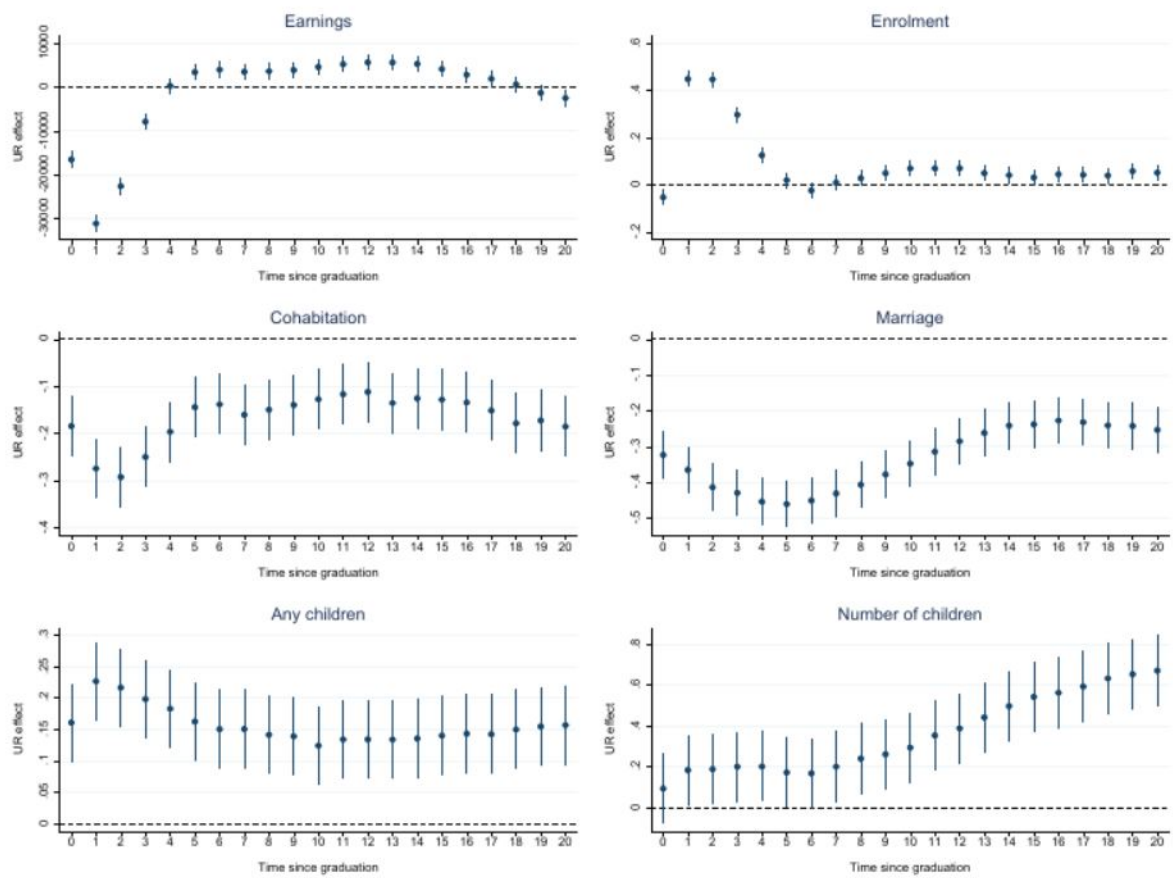 Earnings
UR effect
10000
0
-10000
-20000
-30000
0 1 2 3 4 5 6 7 8 9 10 11 12 13 14 15 16 17 18 19 20
Time since graduation
Enrolment
UR effect
.6
.4
.2
0
-.2
0 1 2 3 4 5 6 7 8 9 10 11 12 13 14 15 16 17 18 19 20
Time since graduation
Cohabitation
UR effect
0
-.1
-.2
-.3
-.4
0 1 2 3 4 5 6 7 8 9 10 11 12 13 14 15 16 17 18 19 20
Time since graduation
Marriage
UR effect
0
-.1
-.2
-.3
-.4
-.5
0 1 2 3 4 5 6 7 8 9 10 11 12 13 14 15 16 17 18 19 20
Time since graduation
Any children
UR effect
.3
.25
.2
.15
.1
.05
0
0 1 2 3 4 5 6 7 8 9 10 11 12 13 14 15 16 17 18 19 20
Time since graduation
Number of children
UR effect
.8
.6
.4
.2
0
0 1 2 3 4 5 6 7 8 9 10 11 12 13 14 15 16 17 18 19 20
Time since graduation